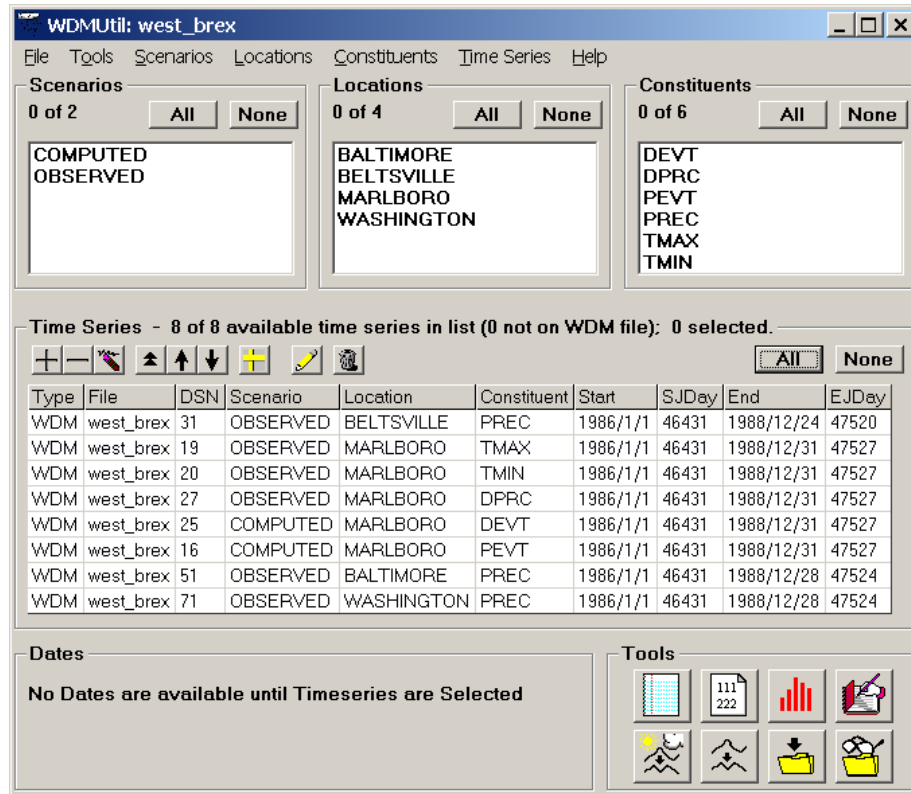 WDMUtil: west_brex
File Tools Scenarios Locations Constituents Time Series Help
Scenarios
0 of 2 All None
COMPUTED
OBSERVED
Locations
0 of 4 All None
BALTIMORE
BELTSVILLE
MARLBORO
WASHINGTON
Constituents
0 of 6 All None
DEVT
DPRC
PEVT
PREC
TMAX
TMIN
Time Series - 8 of 8 available time series in list (0 not on WDM file); 0 selected.
All None
Type File DSN Scenario Location Constituent Start SJDay End EJDay
WDM west_brex 31 OBSERVED BELTSVILLE PREC 1986/1/1 46431 1988/12/24 47520
WDM west_brex 19 OBSERVED MARLBORO TMAX 1986/1/1 46431 1988/12/31 47527
WDM west_brex 20 OBSERVED MARLBORO TMIN 1986/1/1 46431 1988/12/31 47527
WDM west_brex 27 OBSERVED MARLBORO DPRC 1986/1/1 46431 1988/12/31 47527
WDM west_brex 25 COMPUTED MARLBORO DEVT 1986/1/1 46431 1988/12/31 47527
WDM west_brex 16 COMPUTED MARLBORO PEVT 1986/1/1 46431 1988/12/31 47527
WDM west_brex 51 OBSERVED BALTIMORE PREC 1986/1/1 46431 1988/12/28 47524
WDM west_brex 71 OBSERVED WASHINGTON PREC 1986/1/1 46431 1988/12/28 47524
Dates
No Dates are available until Timeseries are Selected
Tools
111
222